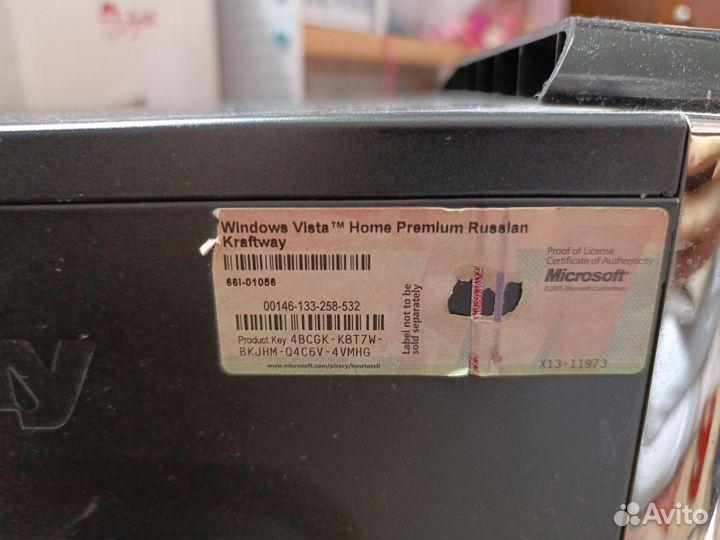 Windows Vista™ Home Premium Russian
Kraftway
66I-01056
00146-133-258-532
Product Key: 4BCGK-K8T7W-
BKJHM-Q4C6V-4VMHG
www.microsoft.com/piracy/howtotell
Label not to be
sold separately
Proof of License
Certificate of Authenticity
Microsoft
©2005 Microsoft Corporation
X13-11973
Avito